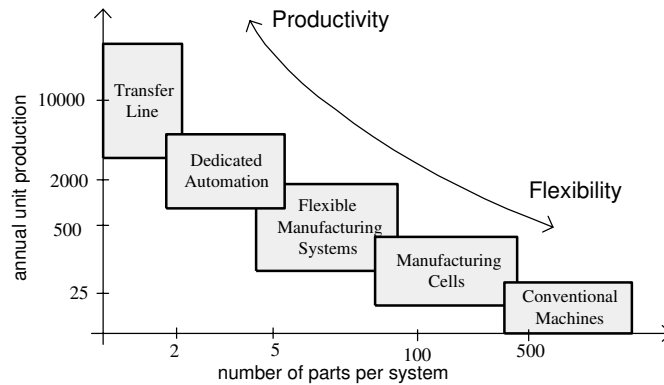 Productivity
Transfer
Line
10000
Dedicated
Automation
2000
Flexibility
Flexible
Manufacturing
Systems
500
Manufacturing
Cells
25
Conventional
Machines
annual unit production
2
5
100
500
number of parts per system